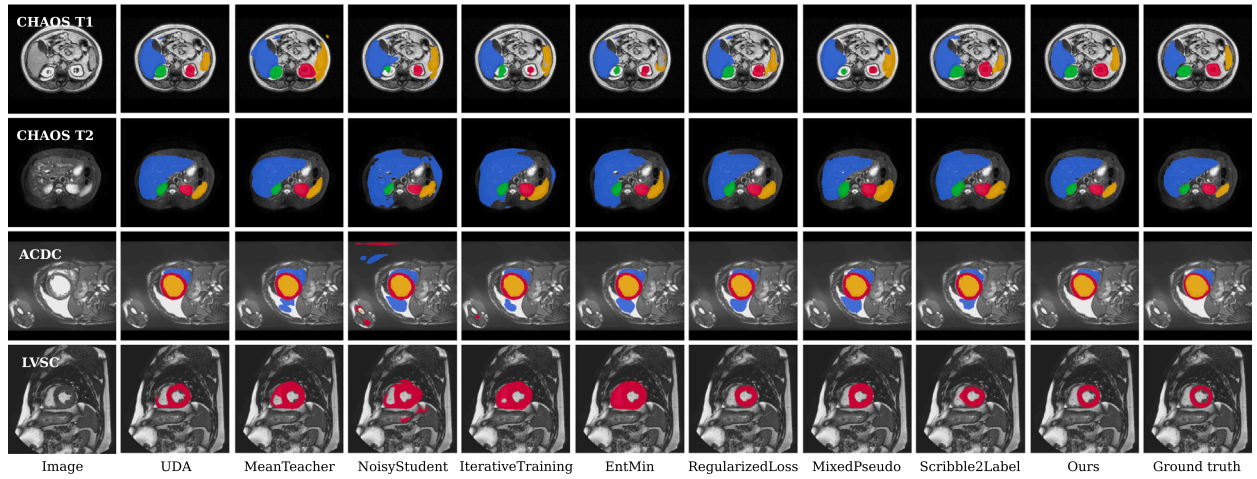 CHAOS T1
CHAOS T2
ACDC
LVSC
Image UDA MeanTeacher NoisyStudent IterativeTraining EntMin RegularizedLoss MixedPseudo Scribble2Label Ours Ground truth